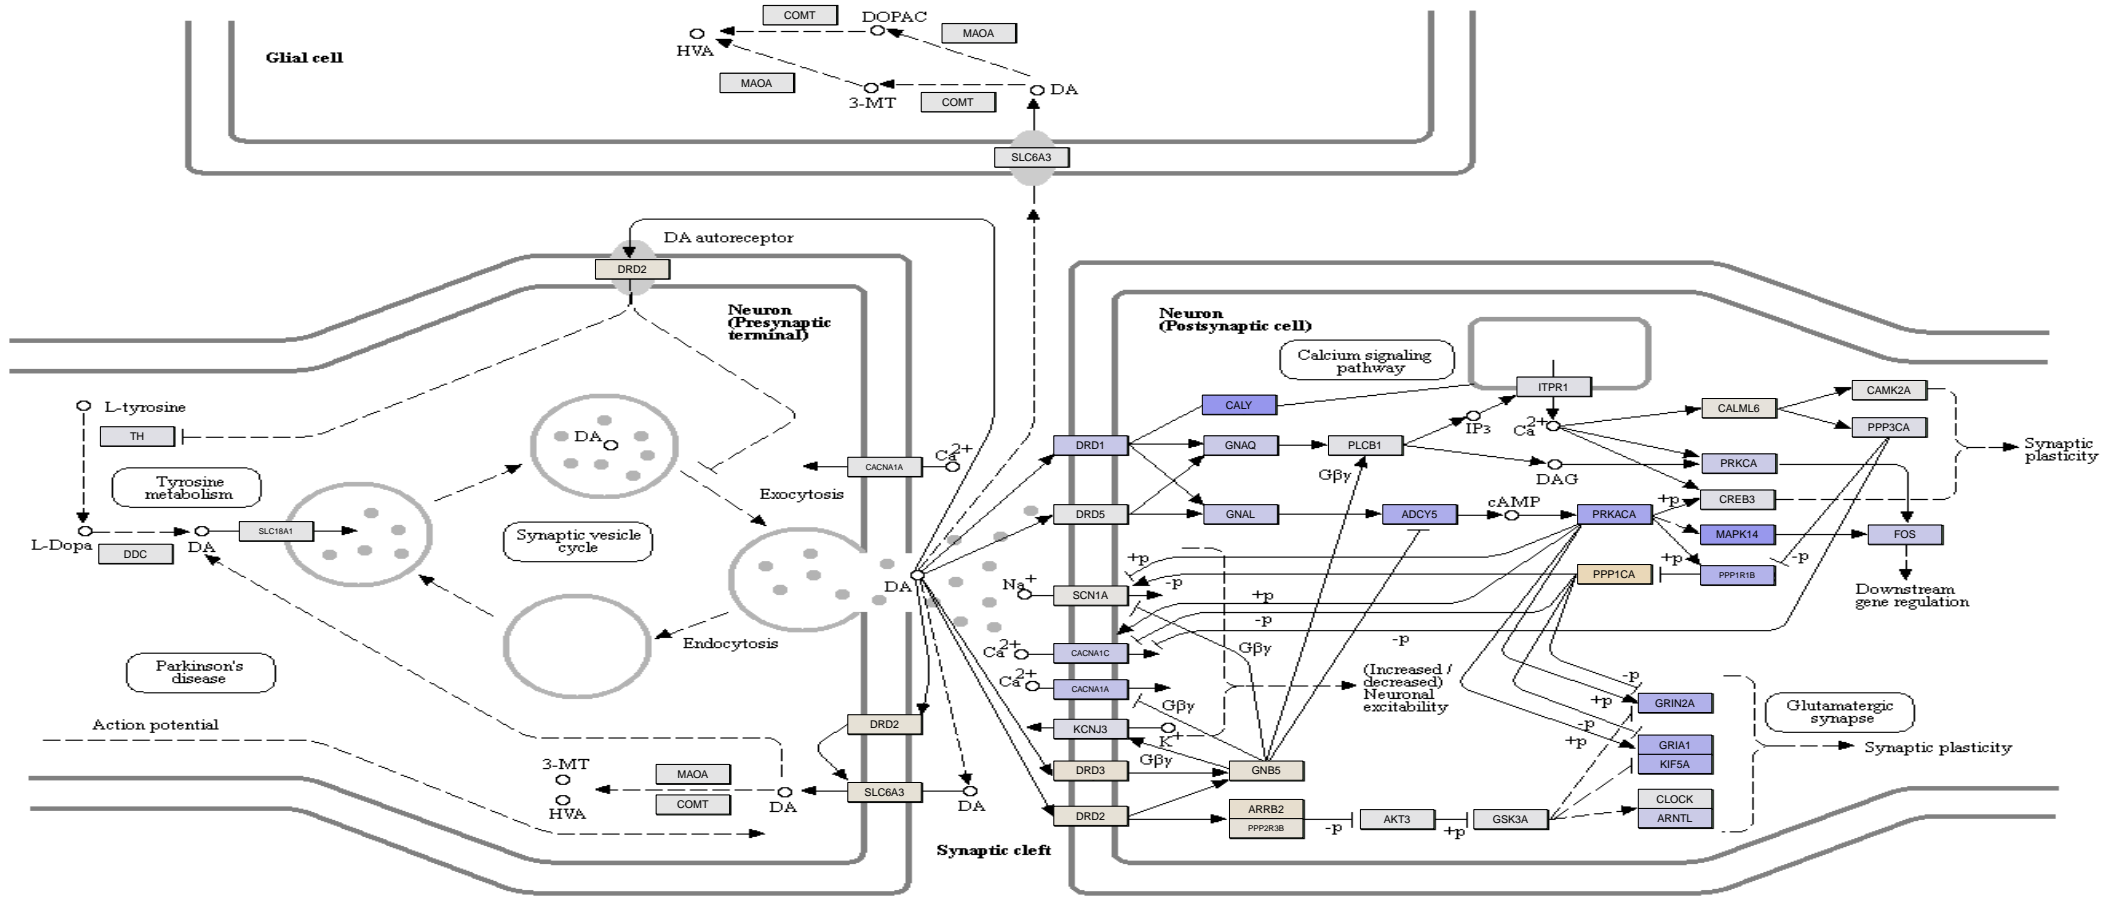 COMT
DOPAC
MAOA
HVA
Glial cell
MAOA
3-MT
COMT
DA
SLC6A3
DA autoreceptor
DRD2
Neuron
(Presynaptic
terminal)
L-tyrosine
TH
Tyrosine
metabolism
DA
CACNA1A
Ca2+
Exocytosis
L-Dopa
DDC
DA
SLC18A1
Synaptic vesicle
cycle
DA
Endocytosis
Parkinson's
disease
Action potential
DRD2
3-MT
HVA
MAOA
COMT
DA
SLC6A3
DA
Synaptic cleft
Neuron
(Postsynaptic cell)
Calcium signaling
pathway
ITPR1
CALY
IP3
Ca2+
CALML6
CAMK2A
PPP3CA
Synaptic
plasticity
DRD1
GNAQ
PLCB1
Gβγ
DAG
PRKCA
CREB3
+p
DRD5
GNAL
ADCY5
cAMP
PRKACA
MAPK14
FOS
+p
-p
PPP1CA
PPP1R1B
Downstream
gene regulation
+p
-p
Na+
SCN1A
+p
-p
-p
Ca2+
CACNA1C
Gβγ
Ca2+
CACNA1A
Gβγ
KCNJ3
K+
Gβγ
(Increased /
decreased)
Neuronal
excitability
-p
+p
GRIN2A
-p
+p
GRIA1
KIF5A
Glutamatergic
synapse
Synaptic plasticity
DRD3
GNB5
DRD2
ARRB2
PPP2R3B
-p
AKT3
+p
GSK3A
CLOCK
ARNTL